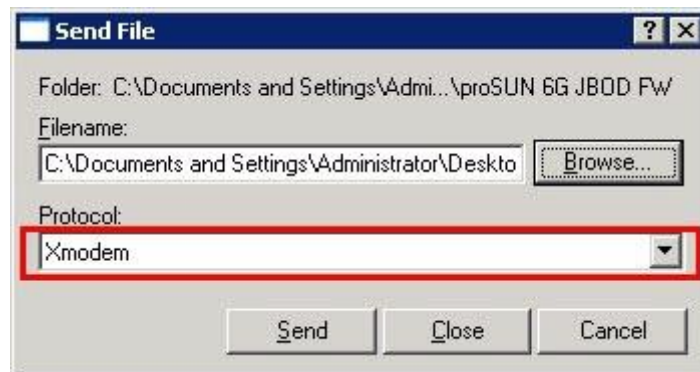 Send File
? X
Folder: C:\Documents and Settings\Admi...\proSUN 6G JBOD FW
Filename:
C:\Documents and Settings\Administrator\Deskto
Browse...
Protocol:
Xmodem
Send Close Cancel